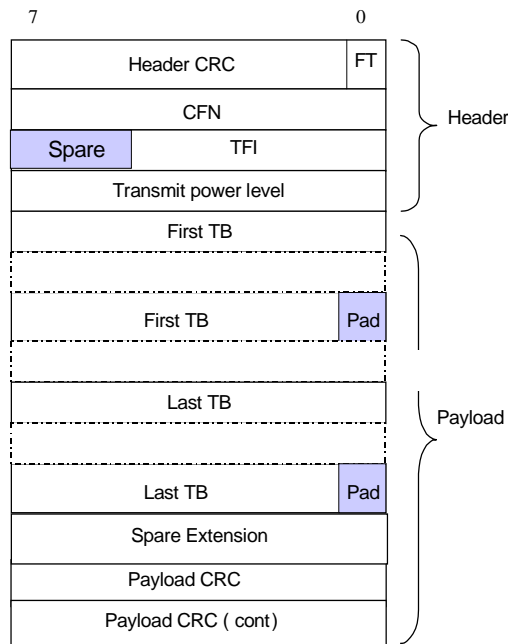 7 0
Header CRC FT
CFN
Header
Spare TFI
Transmit power level
First TB
First TB Pad
Last TB
Payload
Last TB Pad
Spare Extension
Payload CRC
Payload CRC ( cont)